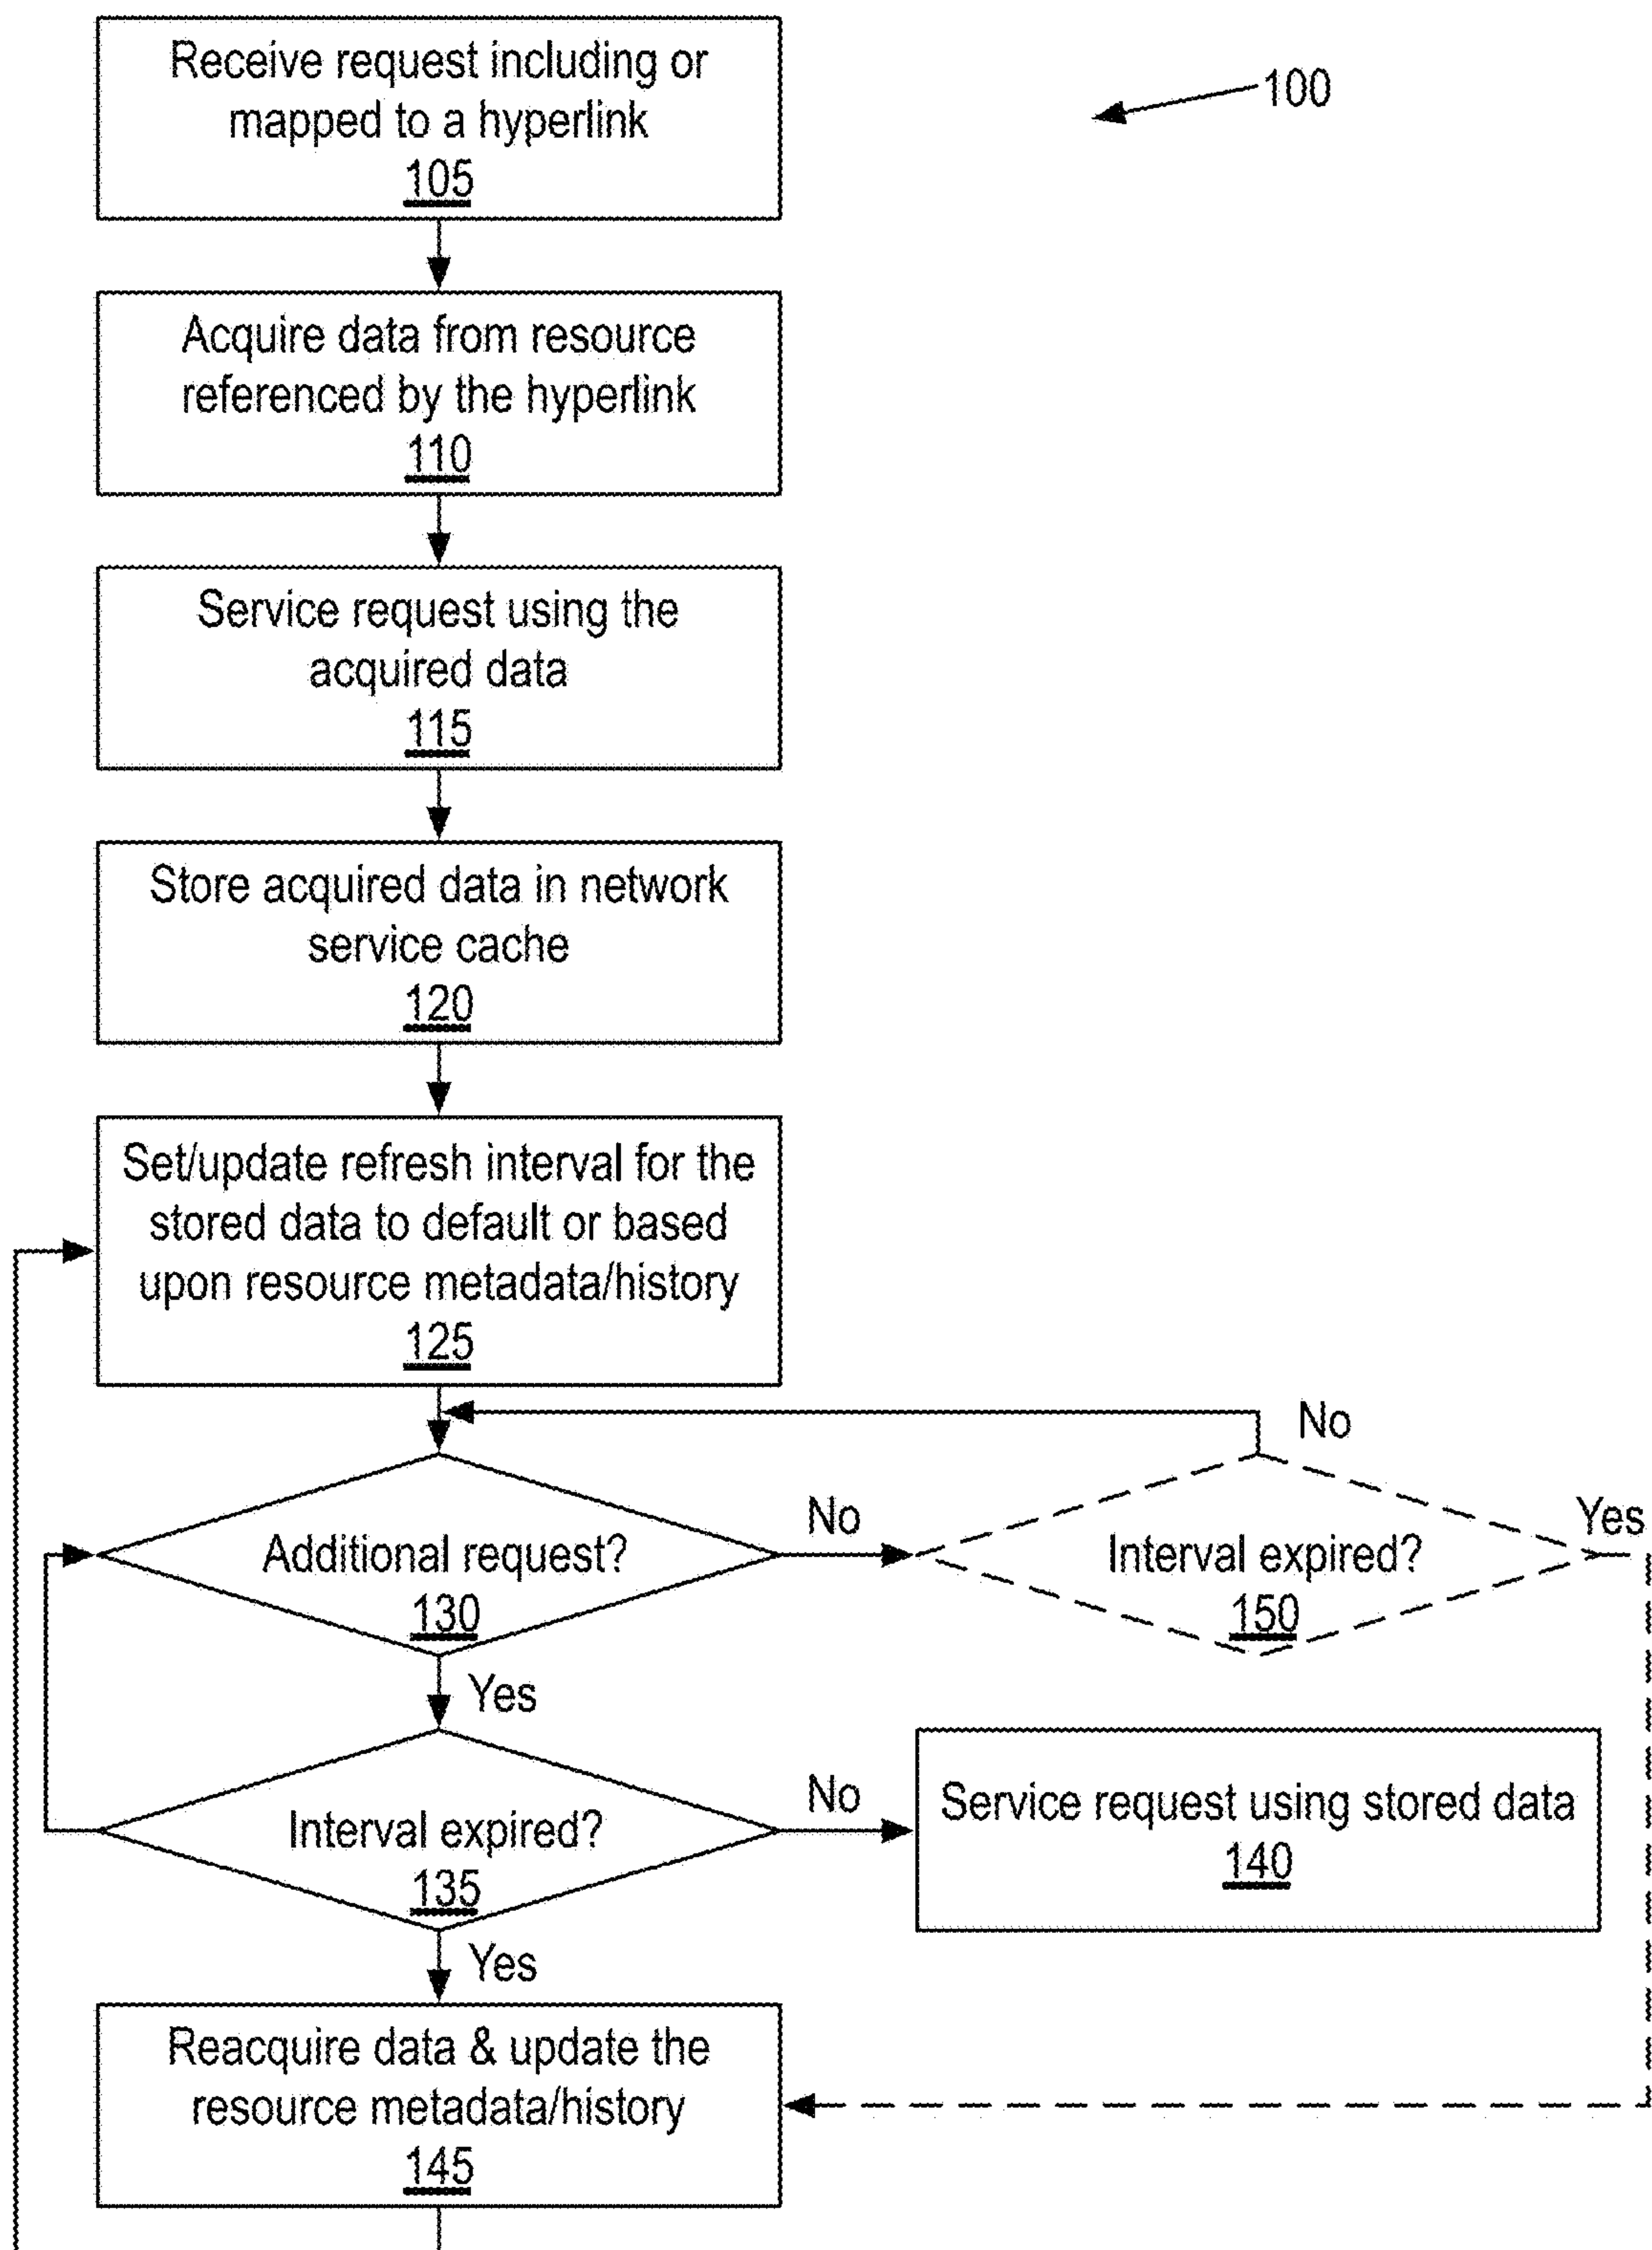 Receive request including or
mapped to a hyperlink
105
100
Acquire data from resource
referenced by the hyperlink
110
Service request using the
acquired data
115
Store acquired data in network
service cache
120
Set/update refresh interval for the
stored data to default or based
upon resource metadata/history
125
No
Additional request?
130
No
Interval expired?
150
Yes
Yes
Interval expired?
135
No
Service request using stored data
140
Yes
Reacquire data & update the
resource metadata/history
145